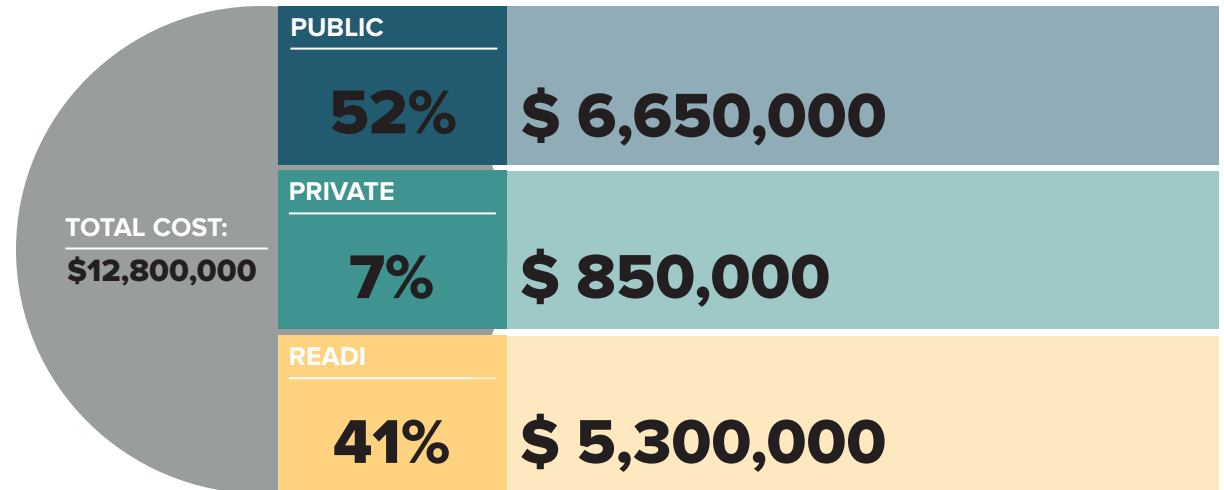 TOTAL COST:
$12,800,000
PUBLIC
52%
$ 6,650,000
PRIVATE
7%
$ 850,000
READI
41%
$ 5,300,000